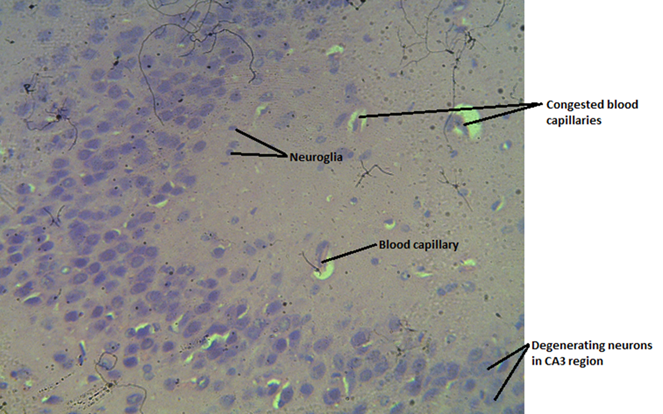 Congested blood
capillaries
Neuroglia
Blood capillary
Degenerating neurons
in CA3 region